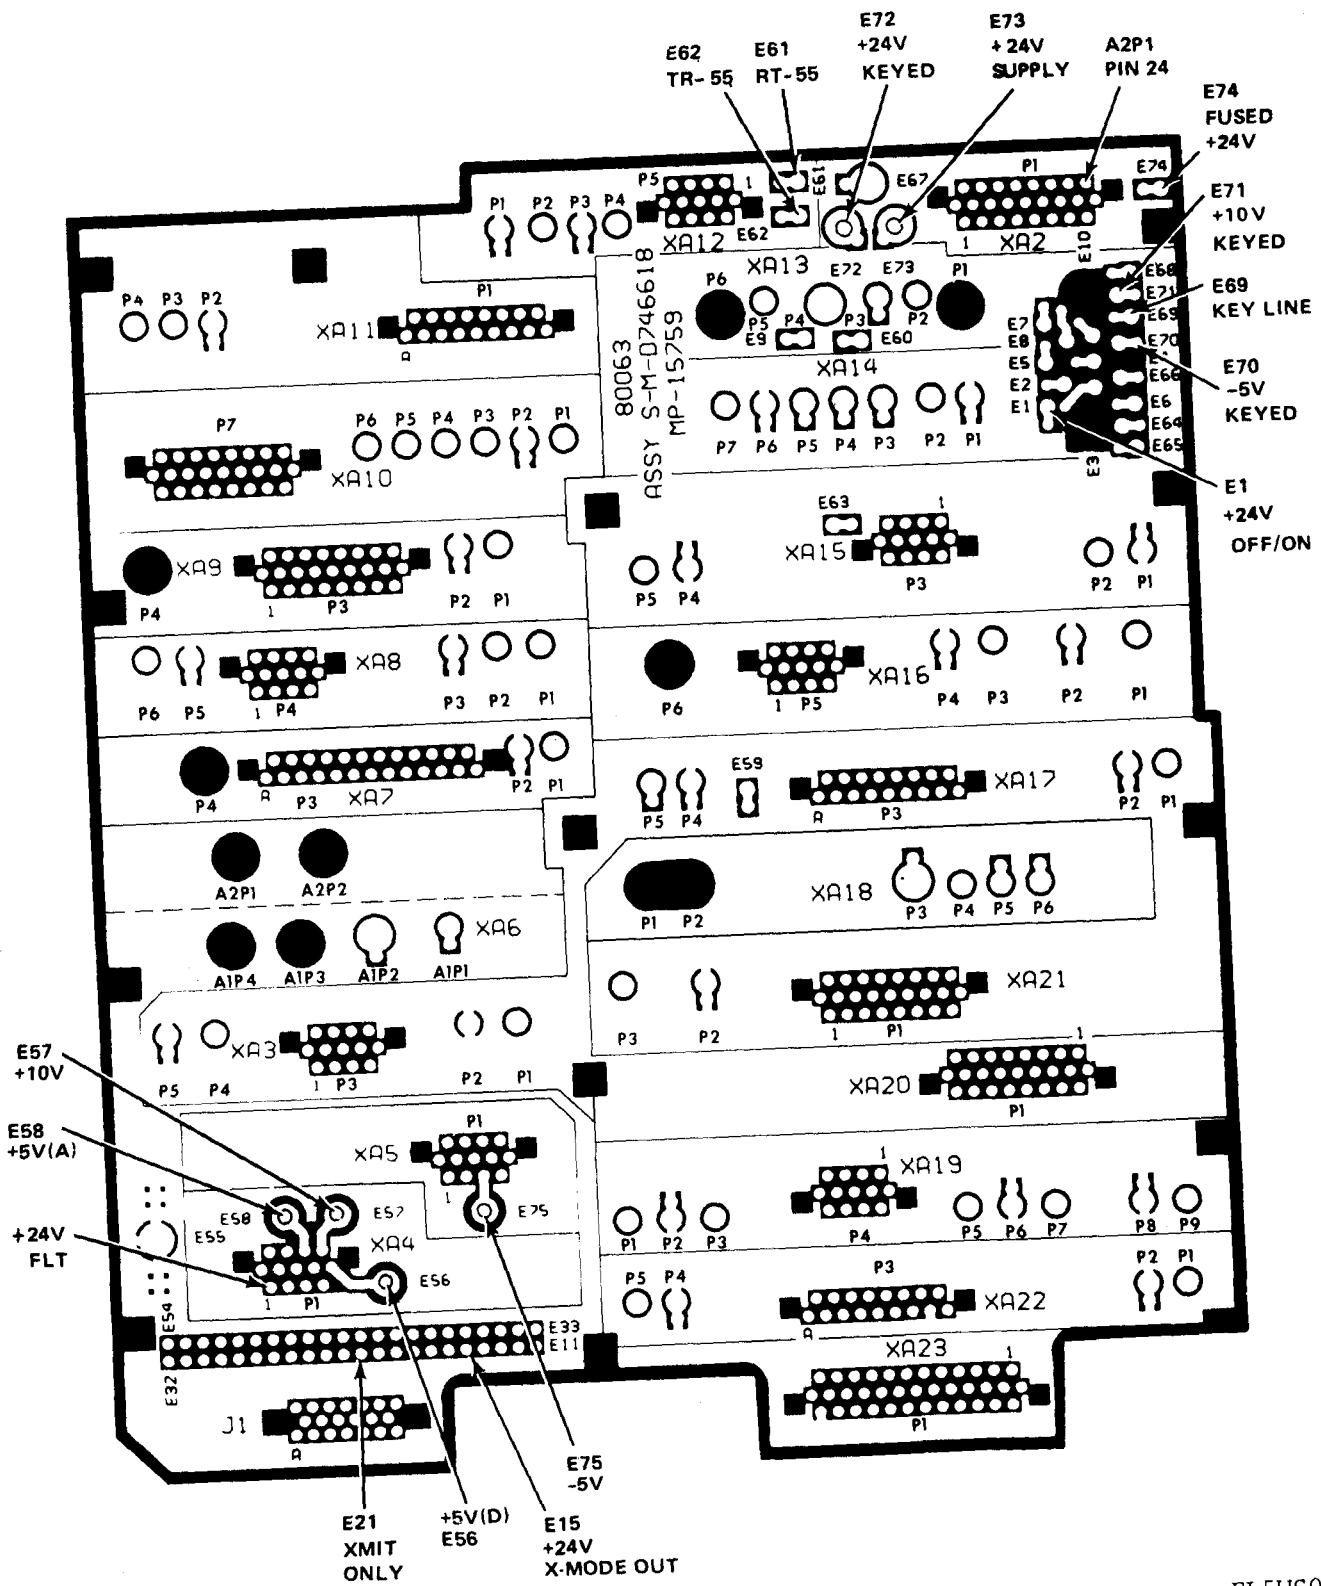 E72
+24V
KEYED
E73
+24V
SUPPLY
E62
TR-55
E61
RT-55
A2P1
PIN 24
E74
FUSED
+24V
E71
+10V
KEYED
E69
KEY LINE
E70
-5V
KEYED
E1
+24V
OFF/ON
P1
P2
P3
P4
P5
1
XA12
E62
E61
E67
P1
1
XA2
E10
E74
P4
P3
P2
XA11
P1
A
XA13
E72
E73
P6
P5
E9
P4
P3
E60
P2
P1
XA14
E7
E8
E5
E2
E1
E3
E68
E71
E69
E70
E66
E6
E64
E65
80063
ASSY S-M-D746618
MP-15759
P7
P6
P5
P4
P3
P2
P1
P7
XA10
P6
P5
P4
P3
P2
P1
E63
1
XA15
P3
P5
P4
P2
P1
XA9
P4
1
P3
P2
P1
XA8
P6
P5
1
P4
P3
P2
P1
P6
1
P5
XA16
P4
P3
P2
P1
P4
A
P3
XA7
P2
P1
E59
P5
P4
A
P3
XA17
P2
P1
A2P1
A2P2
A1P4
A1P3
A1P2
A1P1
XA6
P1
P2
XA18
P3
P4
P5
P6
P3
P2
1
P1
XA21
XA3
P5
P4
1
P3
P2
P1
XA20
1
P1
E57
+10V
E58
+5V(A)
+24V
FLT
XA5
P1
1
E75
E58
E57
E55
XA4
1
P1
E56
E54
E33
E11
E32
J1
A
1
XA19
P1
P2
P3
P4
P5
P6
P7
P8
P9
P5
P4
P3
A
XA22
P2
P1
XA23
1
P1
E75
-5V
E21
XMIT
ONLY
+5V(D)
E56
E15
+24V
X-MODE OUT